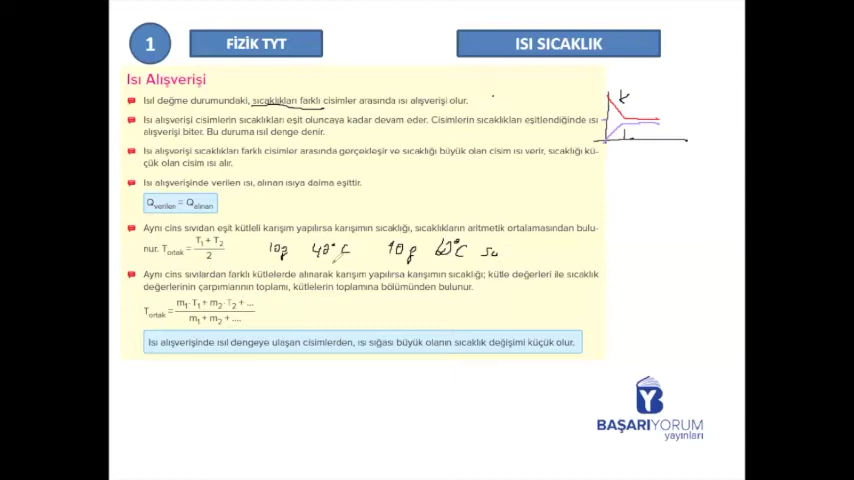 1
FİZİK TYT
ISI SICAKLIK
Isı Alışverişi
Isıl değme durumundaki, sıcaklıkları farklı cisimler arasında ısı alışverişi olur.
Isı alışverişi cisimlerin sıcaklıkları eşit oluncaya kadar devam eder. Cisimlerin sıcaklıkları eşitlendiğinde ısı
alışverişi biter. Bu duruma ısıl denge denir.
Isı alışverişi sıcaklıkları farklı cisimler arasında gerçekleşir ve sıcaklığı büyük olan cisim ısı verir, sıcaklığı kü-
çük olan cisim ısı alır.
Isı alışverişinde verilen ısı, alınan ısıya daima eşittir.
Qverilen = Qalınan
Aynı cins sıvıdan eşit kütleli karışım yapılırsa karışımın sıcaklığı, sıcaklıkların aritmetik ortalamasından bulu-
nur. Tortak = T1 + T2 / 2
10g 40°C 10g 60°C su
Aynı cins sıvılardan farklı kütlelerde alınarak karışım yapılırsa karışımın sıcaklığı; kütle değerleri ile sıcaklık
değerlerinin çarpımlarının toplamı, kütlelerin toplamına bölümünden bulunur.
Tortak = m1 · T1 + m2 · T2 + ... / m1 + m2 + ....
Isı alışverişinde ısıl dengeye ulaşan cisimlerden, ısı sığası büyük olanın sıcaklık değişimi küçük olur.
K
L
BAŞARIYORUM
yayınları